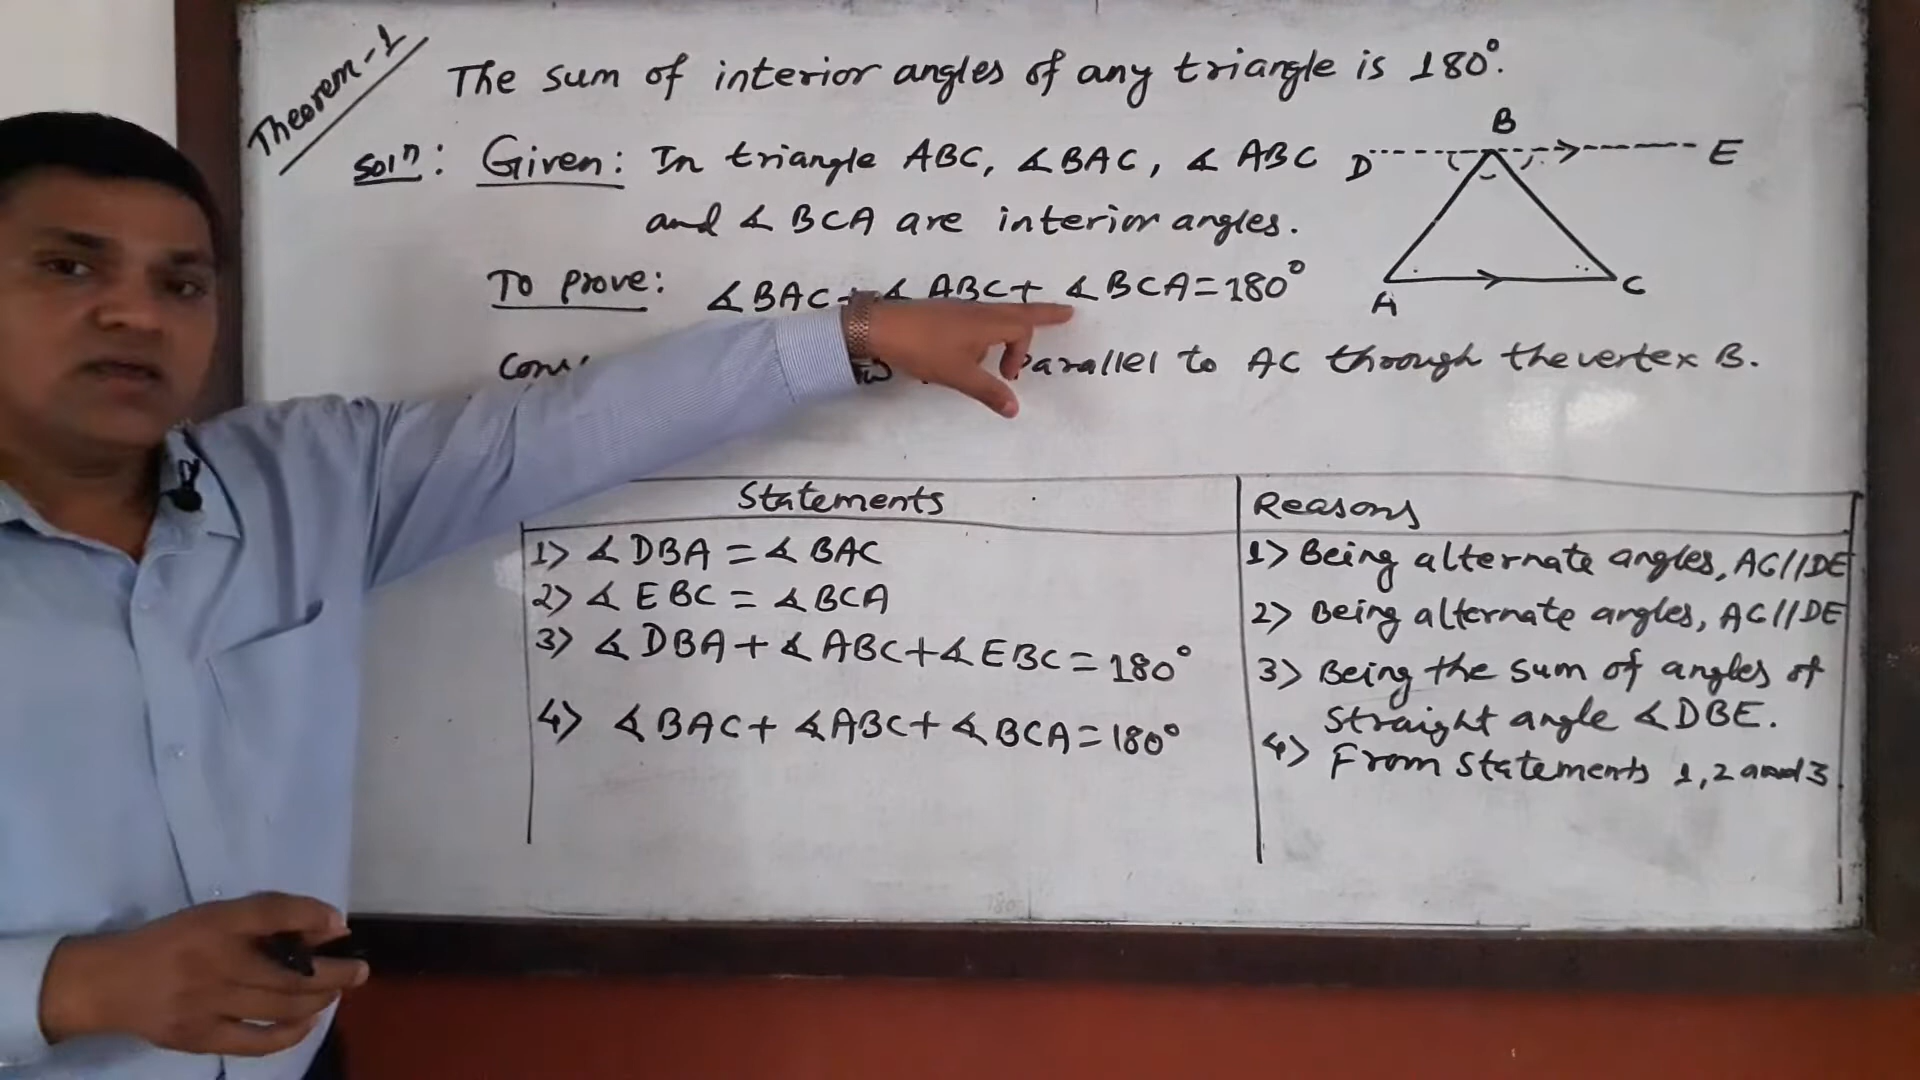 Theorem-1
The sum of interior angles of any triangle is 180°.
Solⁿ: Given: In triangle ABC, ∡BAC, ∡ABC
and ∡BCA are interior angles.
To prove: ∡BAC+ ∡ABC+ ∡BCA=180°
parallel to AC through the vertex B.
B
D
E
A
C
Statements
Reasons
1> ∡DBA = ∡BAC
1> Being alternate angles, AC//DE
2> ∡EBC = ∡BCA
2> Being alternate angles, AC//DE
3> ∡DBA+∡ABC+∡EBC=180°
3> Being the sum of angles of
straight angle ∡DBE.
4> ∡BAC+ ∡ABC+∡BCA=180°
4> From statements 1,2 and 3